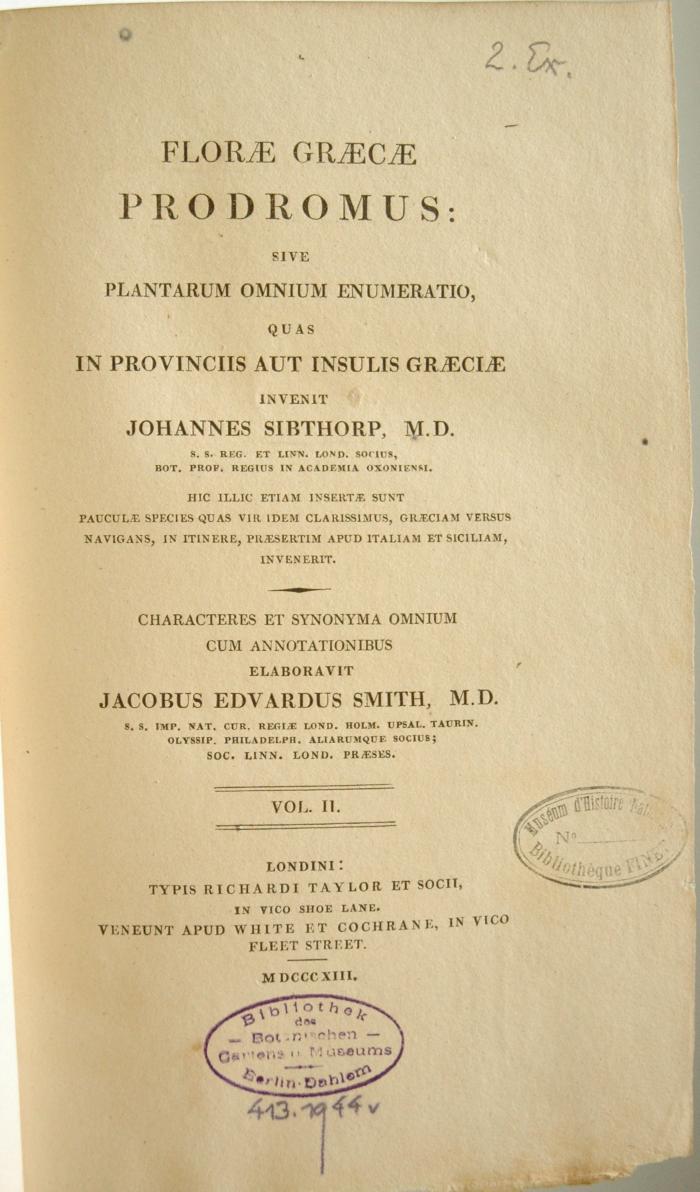 2. Ex.
FLORÆ GRÆCÆ
PRODROMUS:
SIVE
PLANTARUM OMNIUM ENUMERATIO,
QUAS
IN PROVINCIIS AUT INSULIS GRÆCIÆ
INVENIT
JOHANNES SIBTHORP, M.D.
S. S. REG. ET LINN. LOND. SOCIUS,
BOT. PROF. REGIUS IN ACADEMIA OXONIENSI.
HIC ILLIC ETIAM INSERTÆ SUNT
PAUCULÆ SPECIES QUAS VIR IDEM CLARISSIMUS, GRÆCIAM VERSUS
NAVIGANS, IN ITINERE, PRÆSERTIM APUD ITALIAM ET SICILIAM,
INVENERIT.
CHARACTERES ET SYNONYMA OMNIUM
CUM ANNOTATIONIBUS
ELABORAVIT
JACOBUS EDVARDUS SMITH, M.D.
S. S. IMP. NAT. CUR. REGIÆ LOND. HOLM. UPSAL. TAURIN.
OLYSSIP. PHILADELPH. ALIARUMQUE SOCIUS;
SOC. LINN. LOND. PRÆSES.
VOL. II.
Muséum d'Histoire
No
Bibliothèque
LONDINI:
TYPIS RICHARDI TAYLOR ET SOCII,
IN VICO SHOE LANE.
VENEUNT APUD WHITE ET COCHRANE, IN VICO
FLEET STREET.
MDCCCXIII.
Bibliothek
des
Botanischen
Gartens u. Museums
Berlin-Dahlem
413.1944